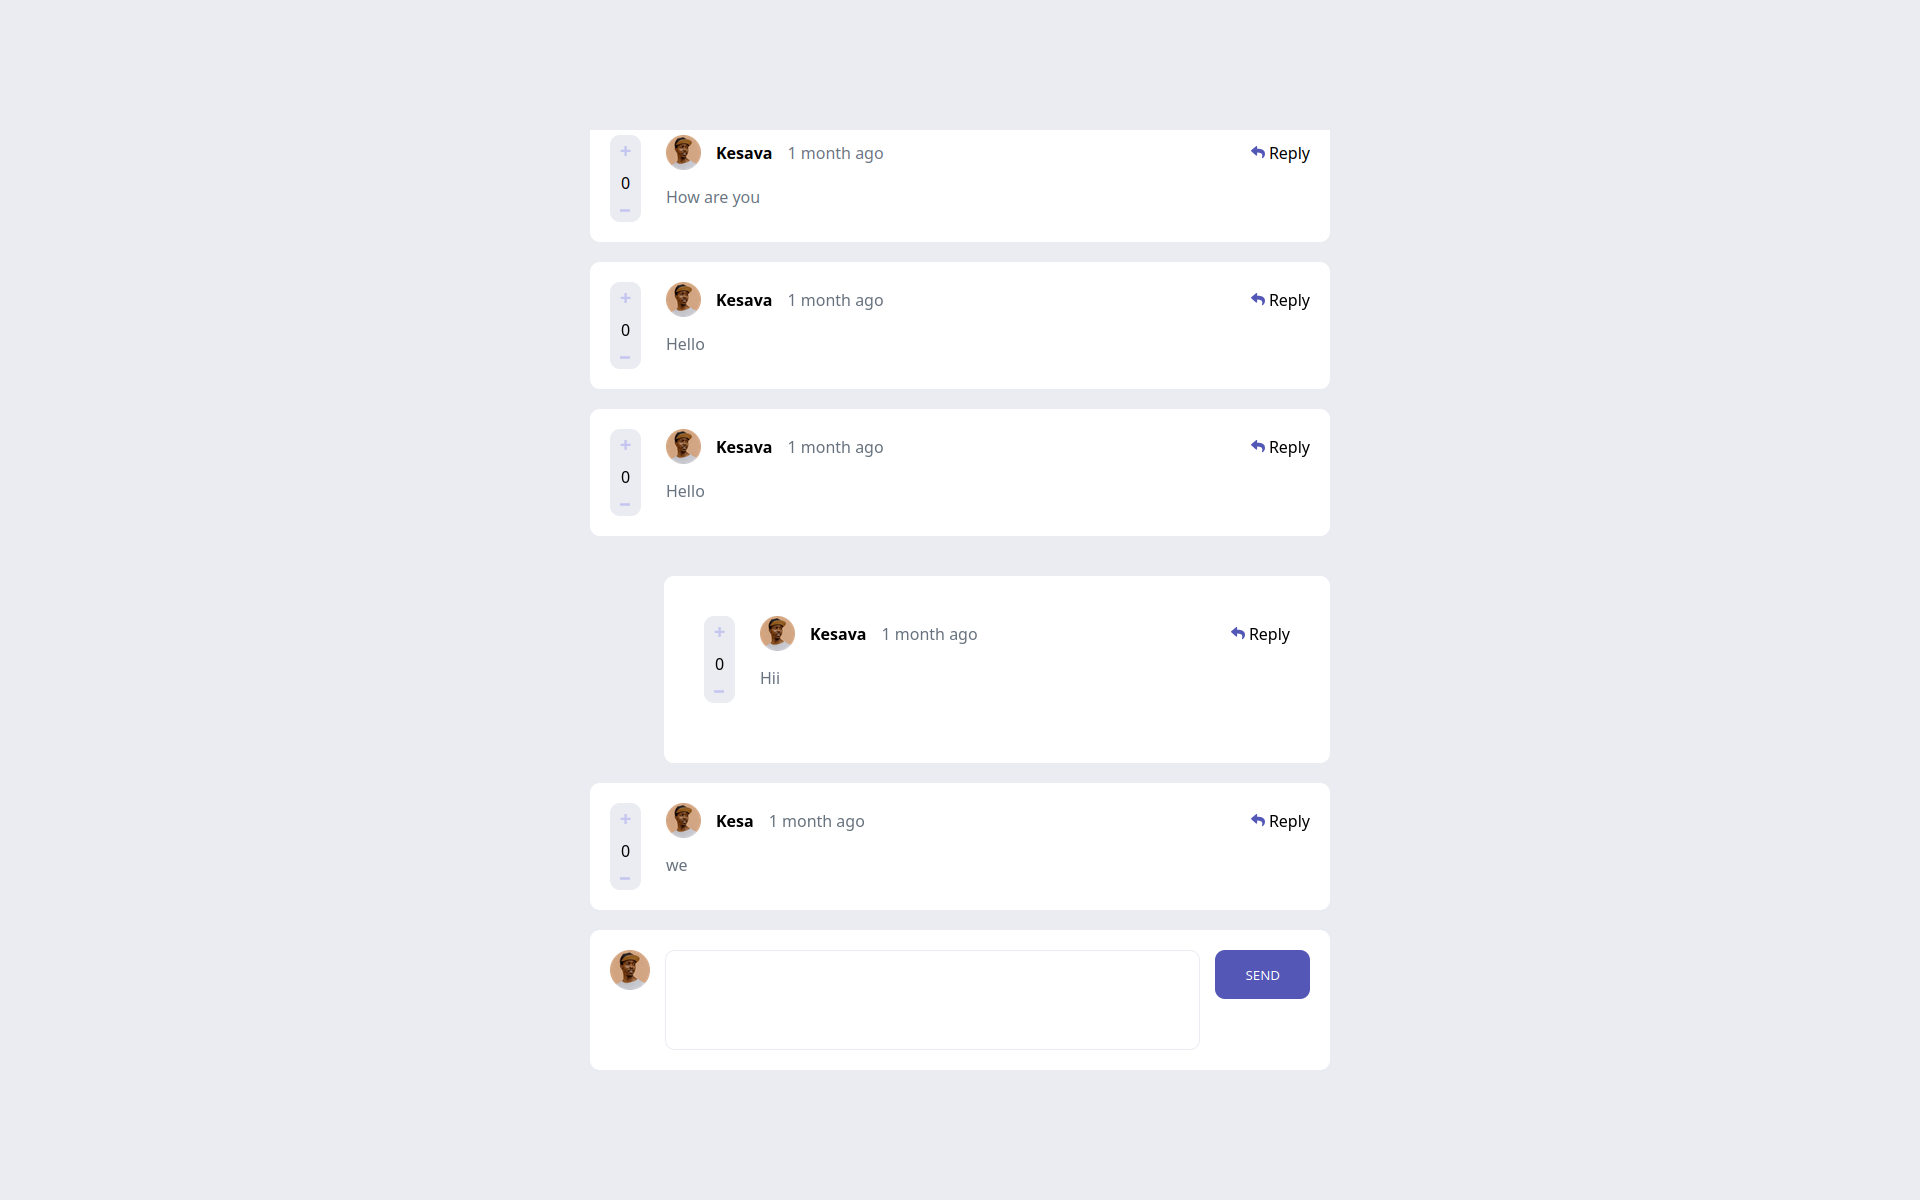 +
Kesava 1 month ago Reply
0
How are you
–
+
Kesava 1 month ago Reply
0
Hello
–
+
Kesava 1 month ago Reply
0
Hello
–
+
Kesava 1 month ago Reply
0
Hii
–
+
Kesa 1 month ago Reply
0
we
–
SEND